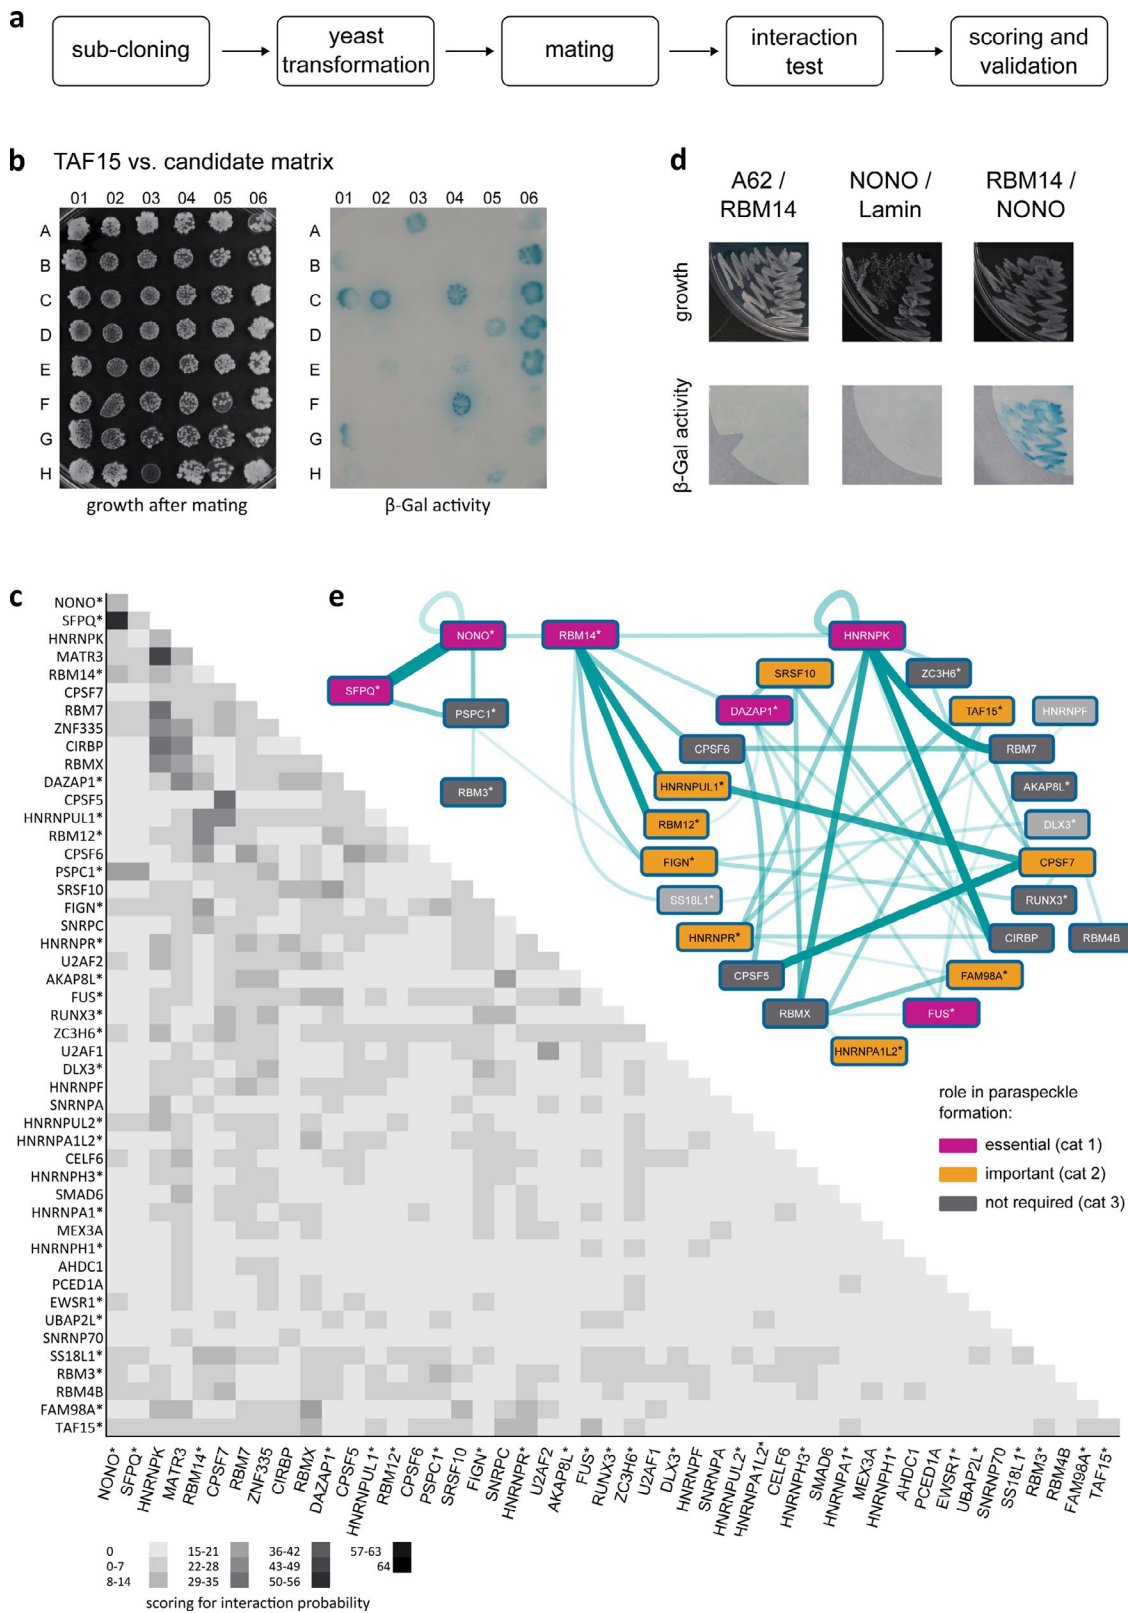 a
sub-cloning
yeast
transformation
mating
interaction
test
scoring and
validation
b
TAF15 vs. candidate matrix
01 02 03 04 05 06
01 02 03 04 05 06
A
B
C
D
E
F
G
H
A
B
C
D
E
F
G
H
growth after mating
β-Gal activity
d
A62 /
RBM14
NONO /
Lamin
RBM14 /
NONO
growth
β-Gal activity
c
NONO*
SFPQ*
HNRNPK
MATR3
RBM14*
CPSF7
RBM7
ZNF335
CIRBP
RBMX
DAZAP1*
CPSF5
HNRNPUL1*
RBM12*
CPSF6
PSPC1*
SRSF10
FIGN*
SNRPC
HNRNPR*
U2AF2
AKAP8L*
FUS*
RUNX3*
ZC3H6*
U2AF1
DLX3*
HNRNPF
SNRNPA
HNRNPUL2*
HNRNPA1L2*
CELF6
HNRNPH3*
SMAD6
HNRNPA1*
MEX3A
HNRNPH1*
AHDC1
PCED1A
EWSR1*
UBAP2L*
SNRNP70
SS18L1*
RBM3*
RBM4B
FAM98A*
TAF15*
NONO*
SFPQ*
HNRNPK
MATR3
RBM14*
CPSF7
RBM7
ZNF335
CIRBP
RBMX
DAZAP1*
CPSF5
HNRNPUL1*
RBM12*
CPSF6
PSPC1*
SRSF10
FIGN*
SNRPC
HNRNPR*
U2AF2
AKAP8L*
FUS*
RUNX3*
ZC3H6*
U2AF1
DLX3*
HNRNPF
SNRNPA
HNRNPUL2*
HNRNPA1L2*
CELF6
HNRNPH3*
SMAD6
HNRNPA1*
MEX3A
HNRNPH1*
AHDC1
PCED1A
EWSR1*
UBAP2L*
SNRNP70
SS18L1*
RBM3*
RBM4B
FAM98A*
TAF15*
0 15-21 36-42 57-63
0-7 22-28 43-49 64
8-14 29-35 50-56
scoring for interaction probability
e
NONO*
RBM14*
HNRNPK
SFPQ*
PSPC1*
RBM3*
SRSF10
ZC3H6*
DAZAP1*
TAF15*
HNRNPF
CPSF6
RBM7
HNRNPUL1*
AKAP8L*
RBM12*
DLX3*
FIGN*
CPSF7
SS18L1*
RUNX3*
HNRNPR*
CIRBP
RBM4B
CPSF5
FAM98A*
RBMX
FUS*
HNRNPA1L2*
role in paraspeckle
formation:
essential (cat 1)
important (cat 2)
not required (cat 3)